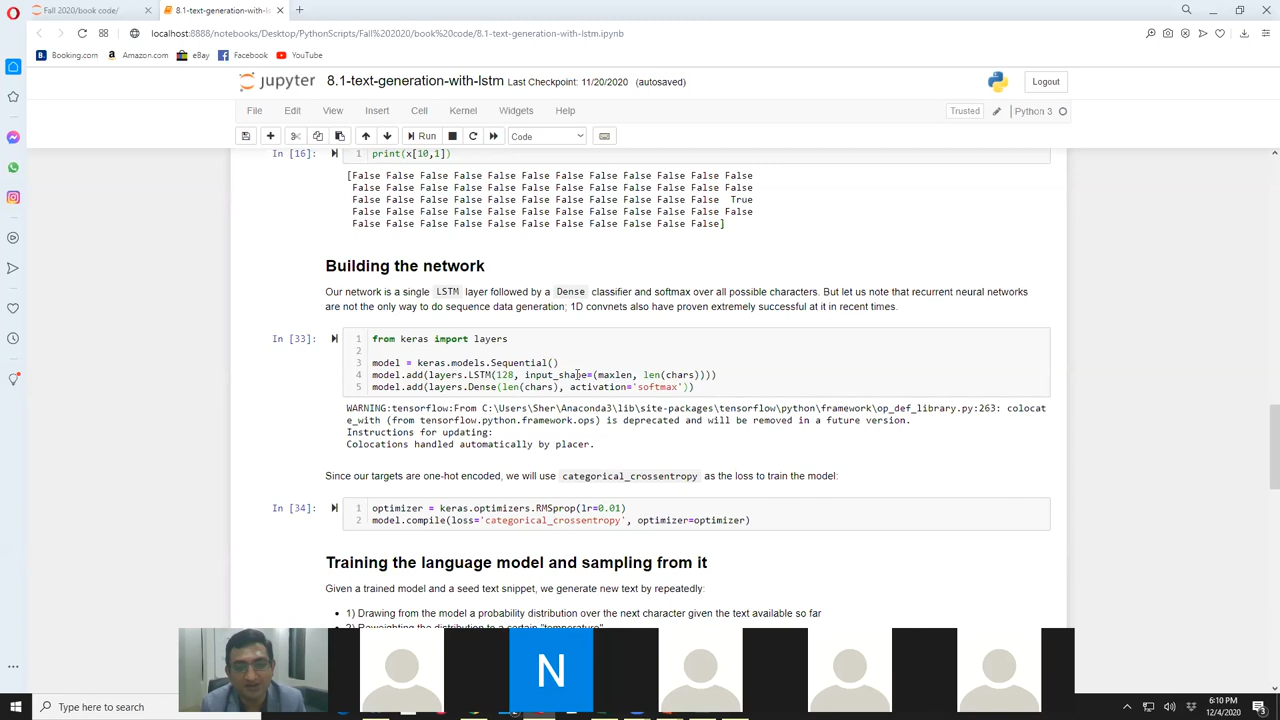 Fall 2020/book code/
8.1-text-generation-with-ls
localhost:8888/notebooks/Desktop/PythonScripts/Fall%202020/book%20code/8.1-text-generation-with-lstm.ipynb
Booking.com
Amazon.com
eBay
Facebook
YouTube
jupyter
8.1-text-generation-with-lstm Last Checkpoint: 11/20/2020 (autosaved)
Logout
File Edit View Insert Cell Kernel Widgets Help
Trusted
Python 3
Run
Code
In [16]:
1 print(x[10,1])
[False False False False False False False False False False False False
False False False False False False False False False False False False
False False False False False False False False False False False True
False False False False False False False False False False False False
False False False False False False False False False False False]
Building the network
Our network is a single LSTM layer followed by a Dense classifier and softmax over all possible characters. But let us note that recurrent neural networks
are not the only way to do sequence data generation; 1D convnets also have proven extremely successful at it in recent times.
In [33]:
1 from keras import layers
2
3 model = keras.models.Sequential()
4 model.add(layers.LSTM(128, input_shape=(maxlen, len(chars))))
5 model.add(layers.Dense(len(chars), activation='softmax'))
WARNING:tensorflow:From C:\Users\Sher\Anaconda3\lib\site-packages\tensorflow\python\framework\op_def_library.py:263: colocat
e_with (from tensorflow.python.framework.ops) is deprecated and will be removed in a future version.
Instructions for updating:
Colocations handled automatically by placer.
Since our targets are one-hot encoded, we will use categorical_crossentropy as the loss to train the model:
In [34]:
1 optimizer = keras.optimizers.RMSprop(lr=0.01)
2 model.compile(loss='categorical_crossentropy', optimizer=optimizer)
Training the language model and sampling from it
Given a trained model and a seed text snippet, we generate new text by repeatedly:
1) Drawing from the model a probability distribution over the next character given the text available so far
2) Reweighting the distribution to a certain "temperature"
N
Type here to search
6:10 PM
12/4/2020
3